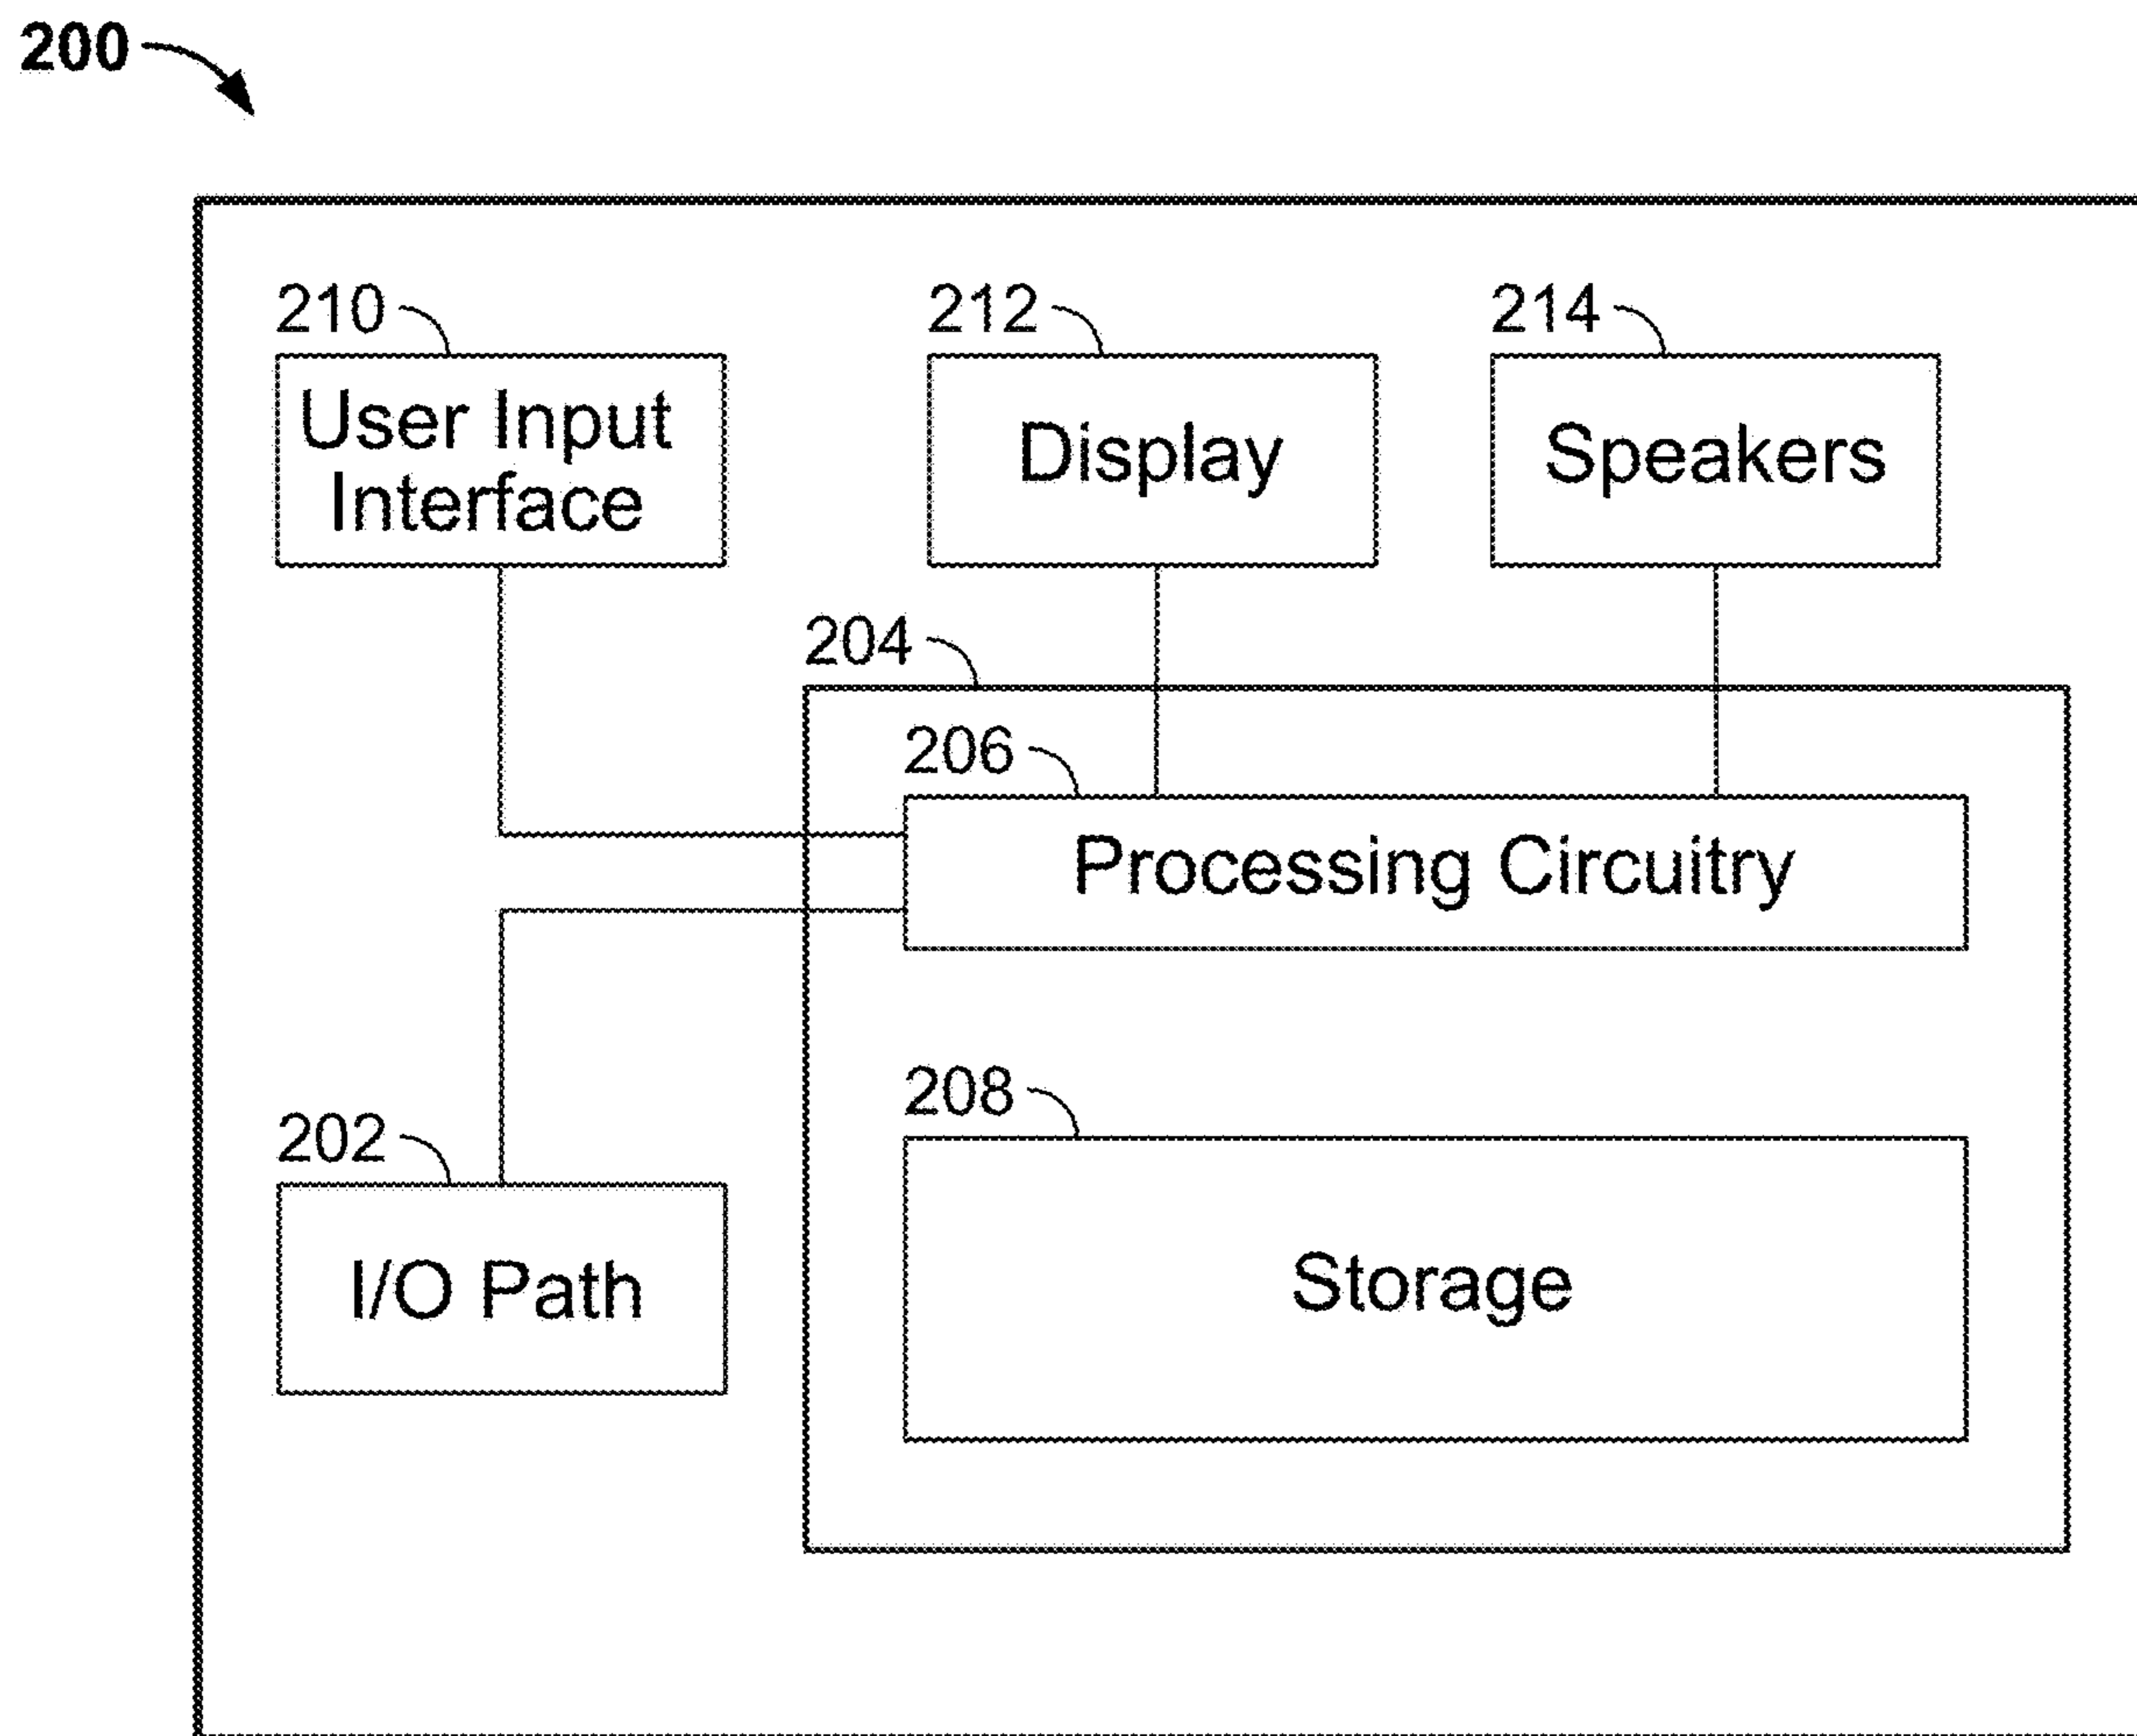 200
210
212
214
User Input
Interface
Display
Speakers
204
206
Processing Circuitry
208
202
I/O Path
Storage